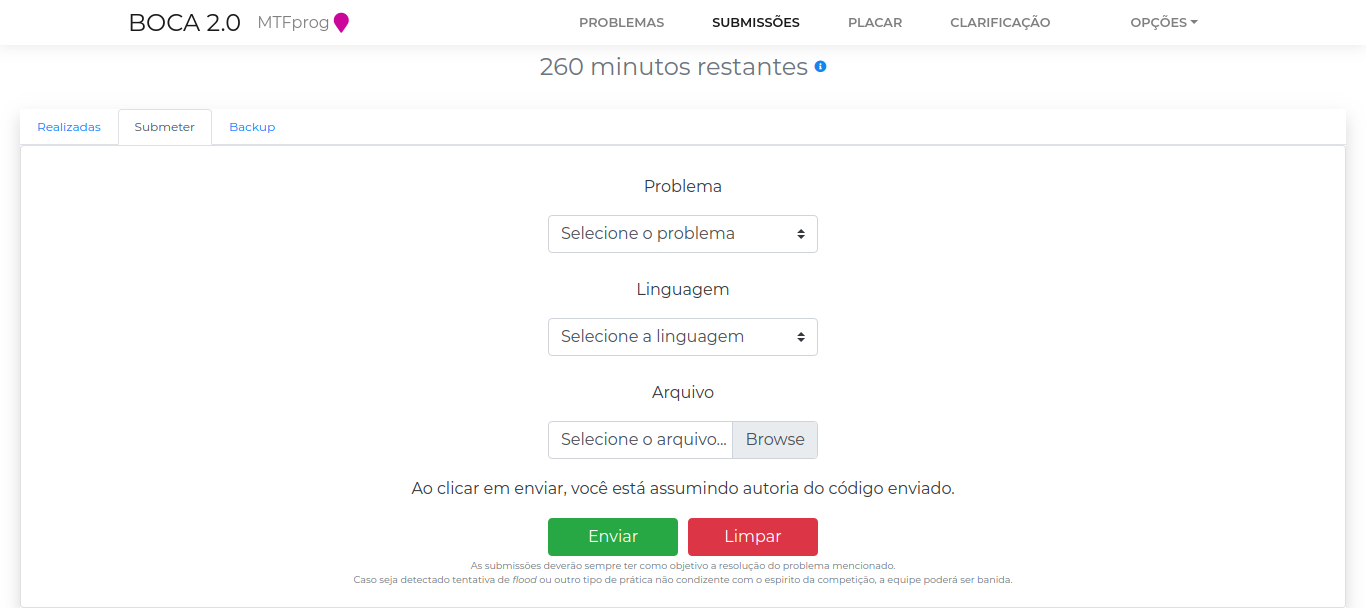 BOCA 2.0 MTFprog PROBLEMAS SUBMISSÕES PLACAR CLARIFICAÇÃO OPÇÕES
260 minutos restantes
Realizadas Submeter Backup
Problema
Selecione o problema
Linguagem
Selecione a linguagem
Arquivo
Selecione o arquivo... Browse
Ao clicar em enviar, você está assumindo autoria do código enviado.
Enviar Limpar
As submissões deverão sempre ter como objetivo a resolução do problema mencionado.
Caso seja detectado tentativa de flood ou outro tipo de prática não condizente com o espirito da competição, a equipe poderá ser banida.